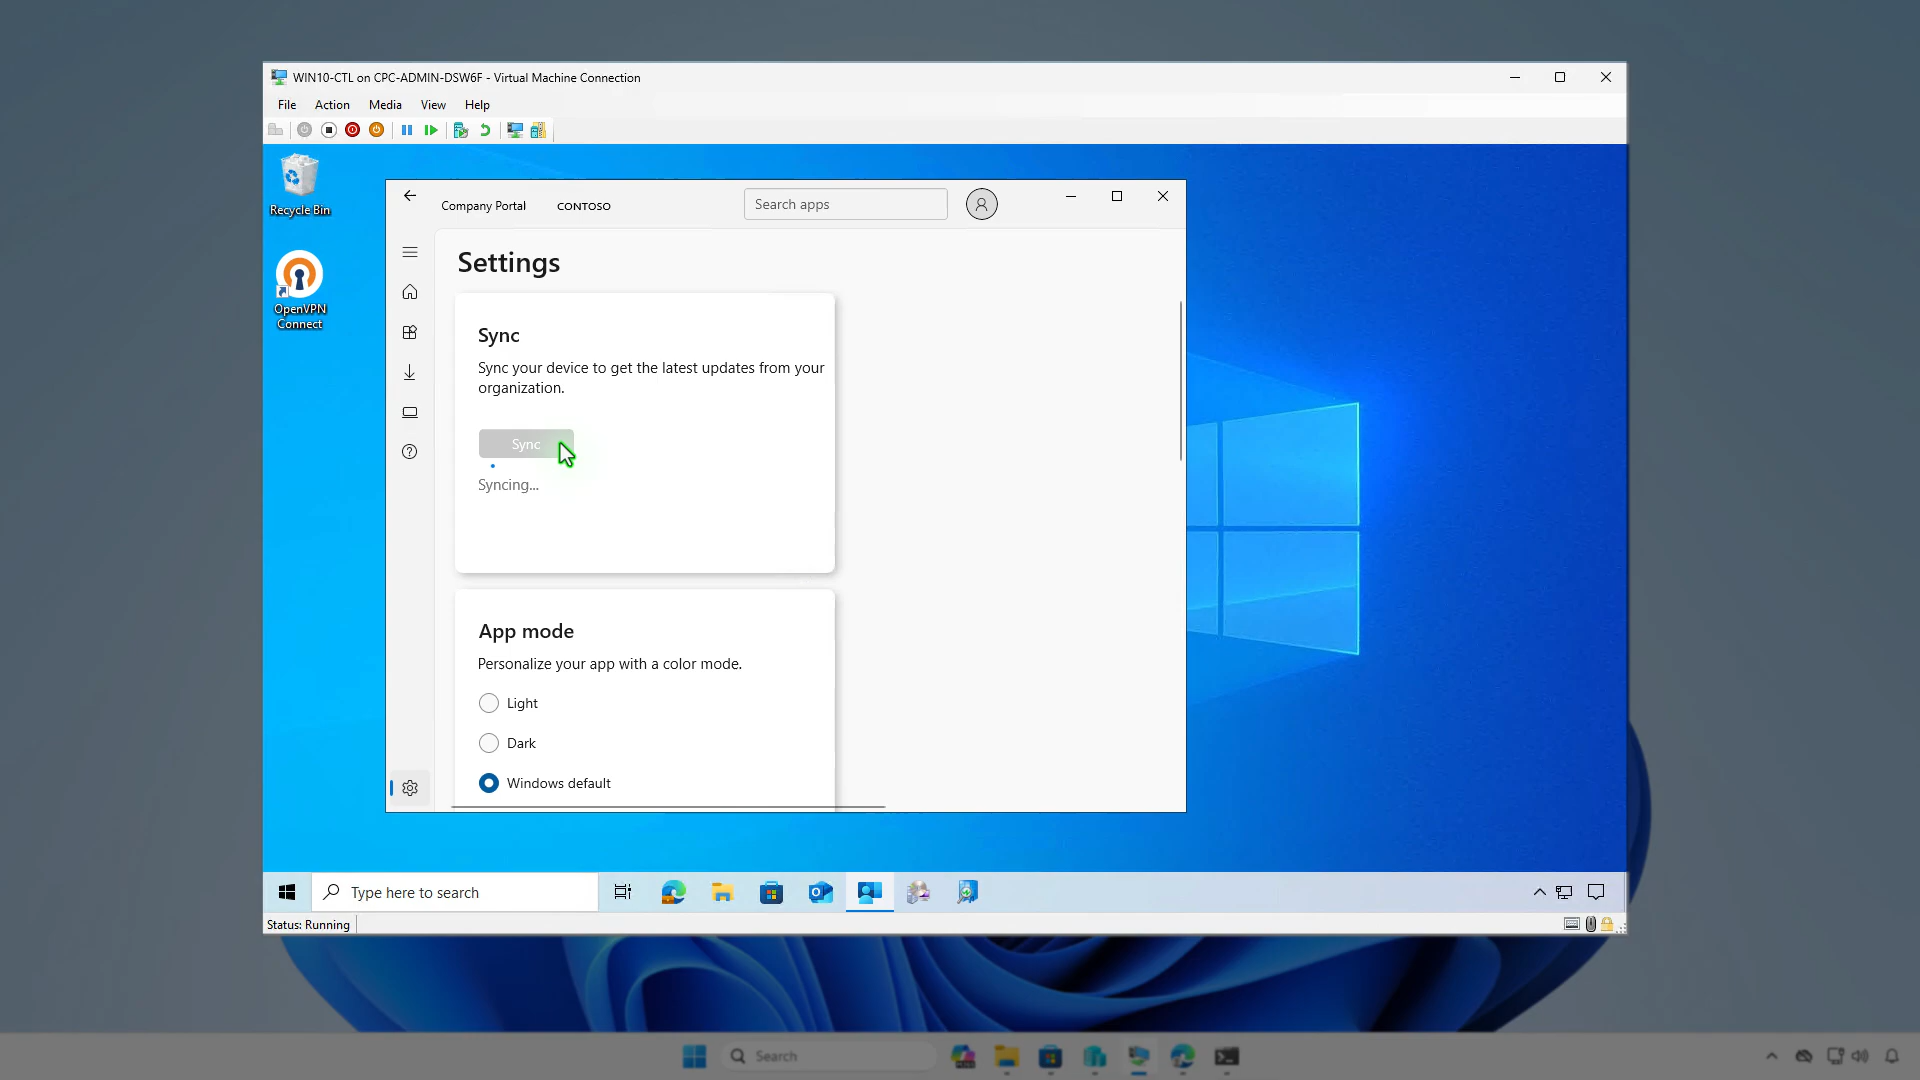 WIN10-CTL on CPC-ADMIN-DSW6F - Virtual Machine Connection
File Action Media View Help
Recycle Bin
OpenVPN
Connect
Company Portal CONTOSO Search apps
Settings
Sync
Sync your device to get the latest updates from your
organization.
Sync
Syncing...
App mode
Personalize your app with a color mode.
Light
Dark
Windows default
Type here to search
Status: Running
Search